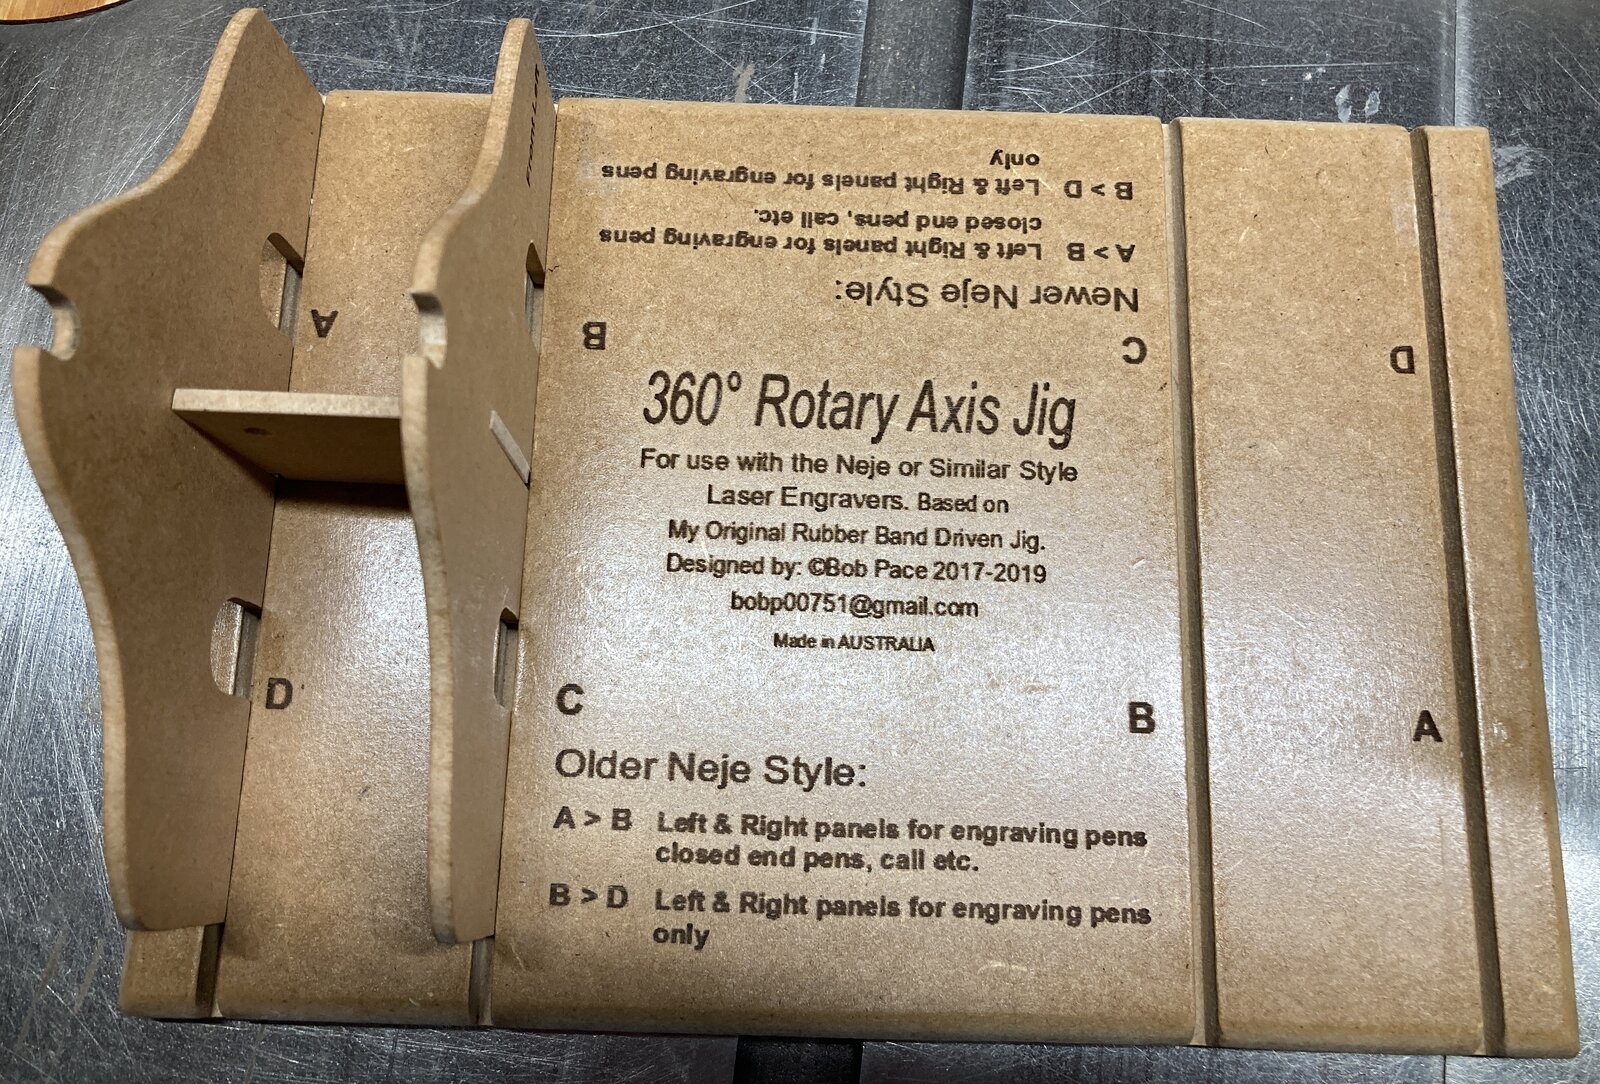 only
B > D Left & Right panels for engraving pens
closed end pens, call etc.
A > B Left & Right panels for engraving pens
Newer Neje Style:
A
B
C
D
360° Rotary Axis Jig
For use with the Neje or Similar Style
Laser Engravers. Based on
My Original Rubber Band Driven Jig.
Designed by: ©Bob Pace 2017-2019
bobp00751@gmail.com
Made in AUSTRALIA
D
C
B
A
Older Neje Style:
A > B Left & Right panels for engraving pens
closed end pens, call etc.
B > D Left & Right panels for engraving pens
only